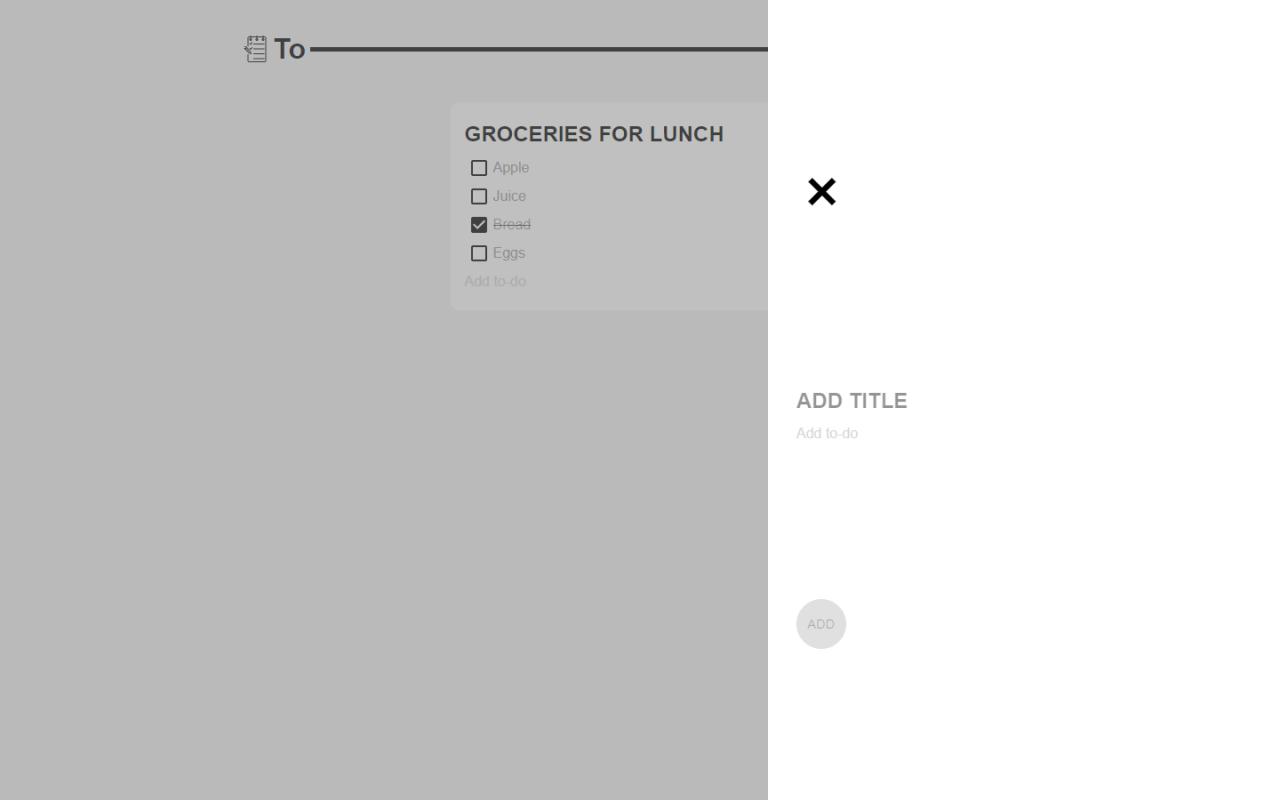 To
GROCERIES FOR LUNCH
Apple
Juice
Bread
Eggs
Add to-do
ADD TITLE
Add to-do
ADD